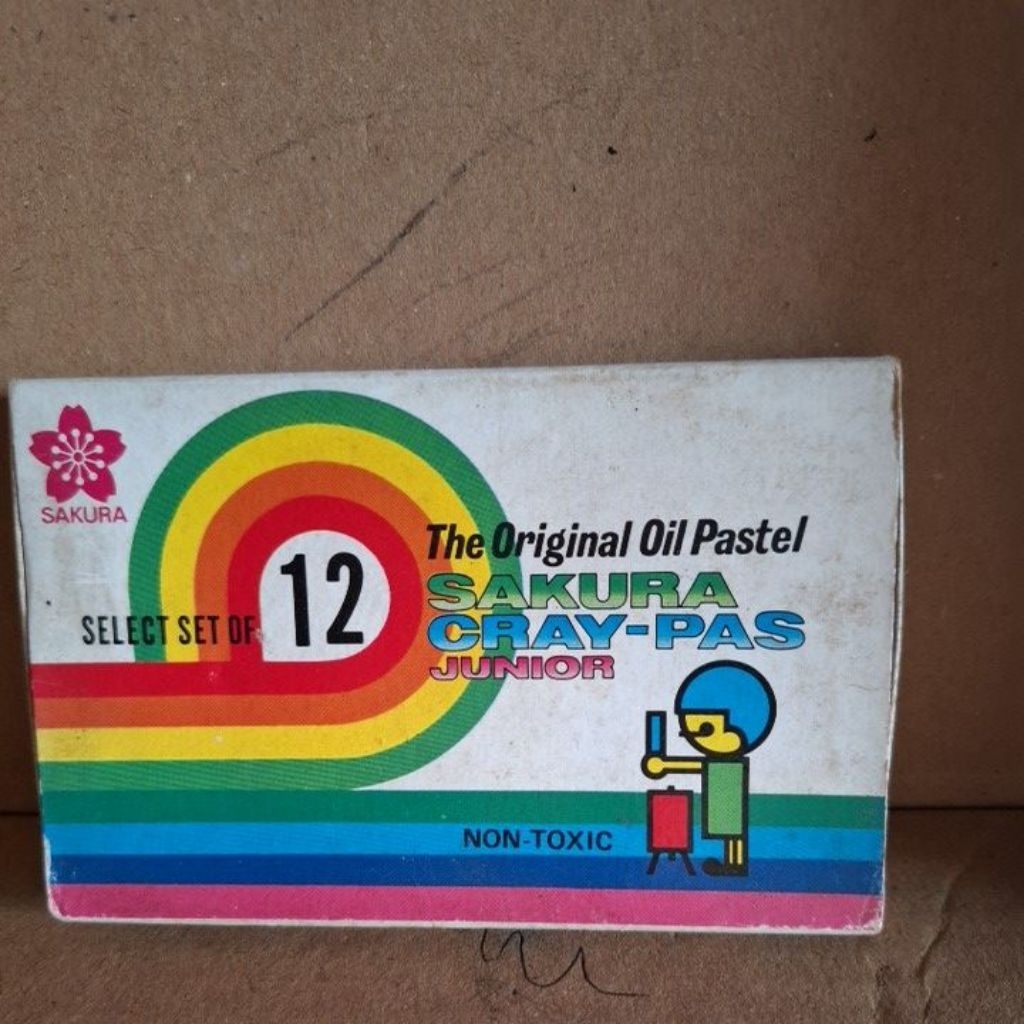 SAKURA
SELECT SET OF 12
The Original Oil Pastel
SAKURA
CRAY-PAS
JUNIOR
NON-TOXIC